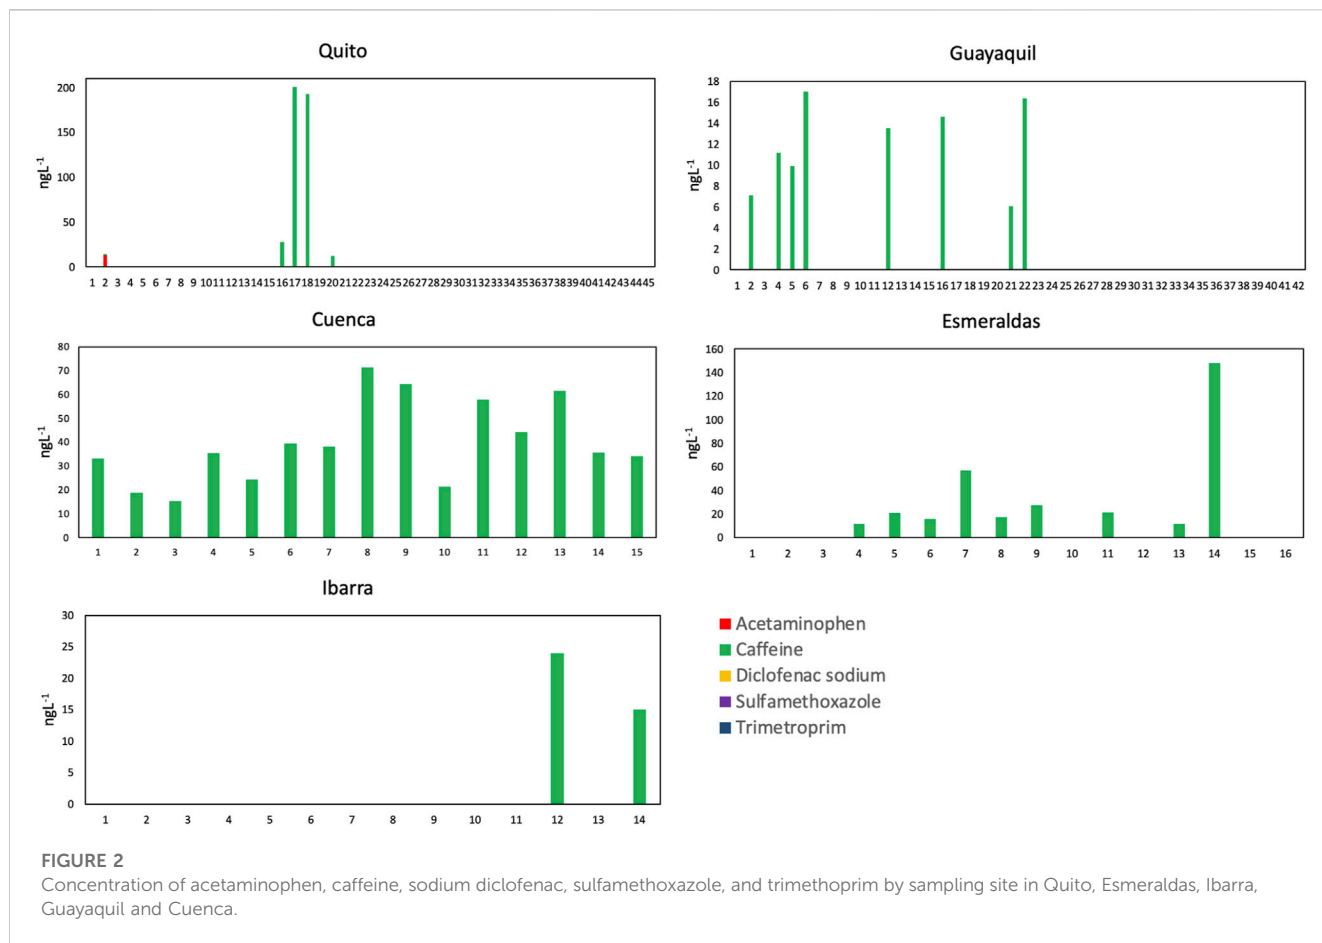 Quito
ngL-1
200
150
100
50
0
1 2 3 4 5 6 7 8 9 10 11 12 13 14 15 16 17 18 19 20 21 22 23 24 25 26 27 28 29 30 31 32 33 34 35 36 37 38 39 40 41 42 43 44 45
Guayaquil
ngL-1
18
16
14
12
10
8
6
4
2
0
1 2 3 4 5 6 7 8 9 10 11 12 13 14 15 16 17 18 19 20 21 22 23 24 25 26 27 28 29 30 31 32 33 34 35 36 37 38 39 40 41 42
Cuenca
ngL-1
80
70
60
50
40
30
20
10
0
1 2 3 4 5 6 7 8 9 10 11 12 13 14 15
Esmeraldas
ngL-1
160
140
120
100
80
60
40
20
0
1 2 3 4 5 6 7 8 9 10 11 12 13 14 15 16
Ibarra
ngL-1
30
25
20
15
10
5
0
1 2 3 4 5 6 7 8 9 10 11 12 13 14
Acetaminophen
Caffeine
Diclofenac sodium
Sulfamethoxazole
Trimetroprim
FIGURE 2
Concentration of acetaminophen, caffeine, sodium diclofenac, sulfamethoxazole, and trimethoprim by sampling site in Quito, Esmeraldas, Ibarra,
Guayaquil and Cuenca.